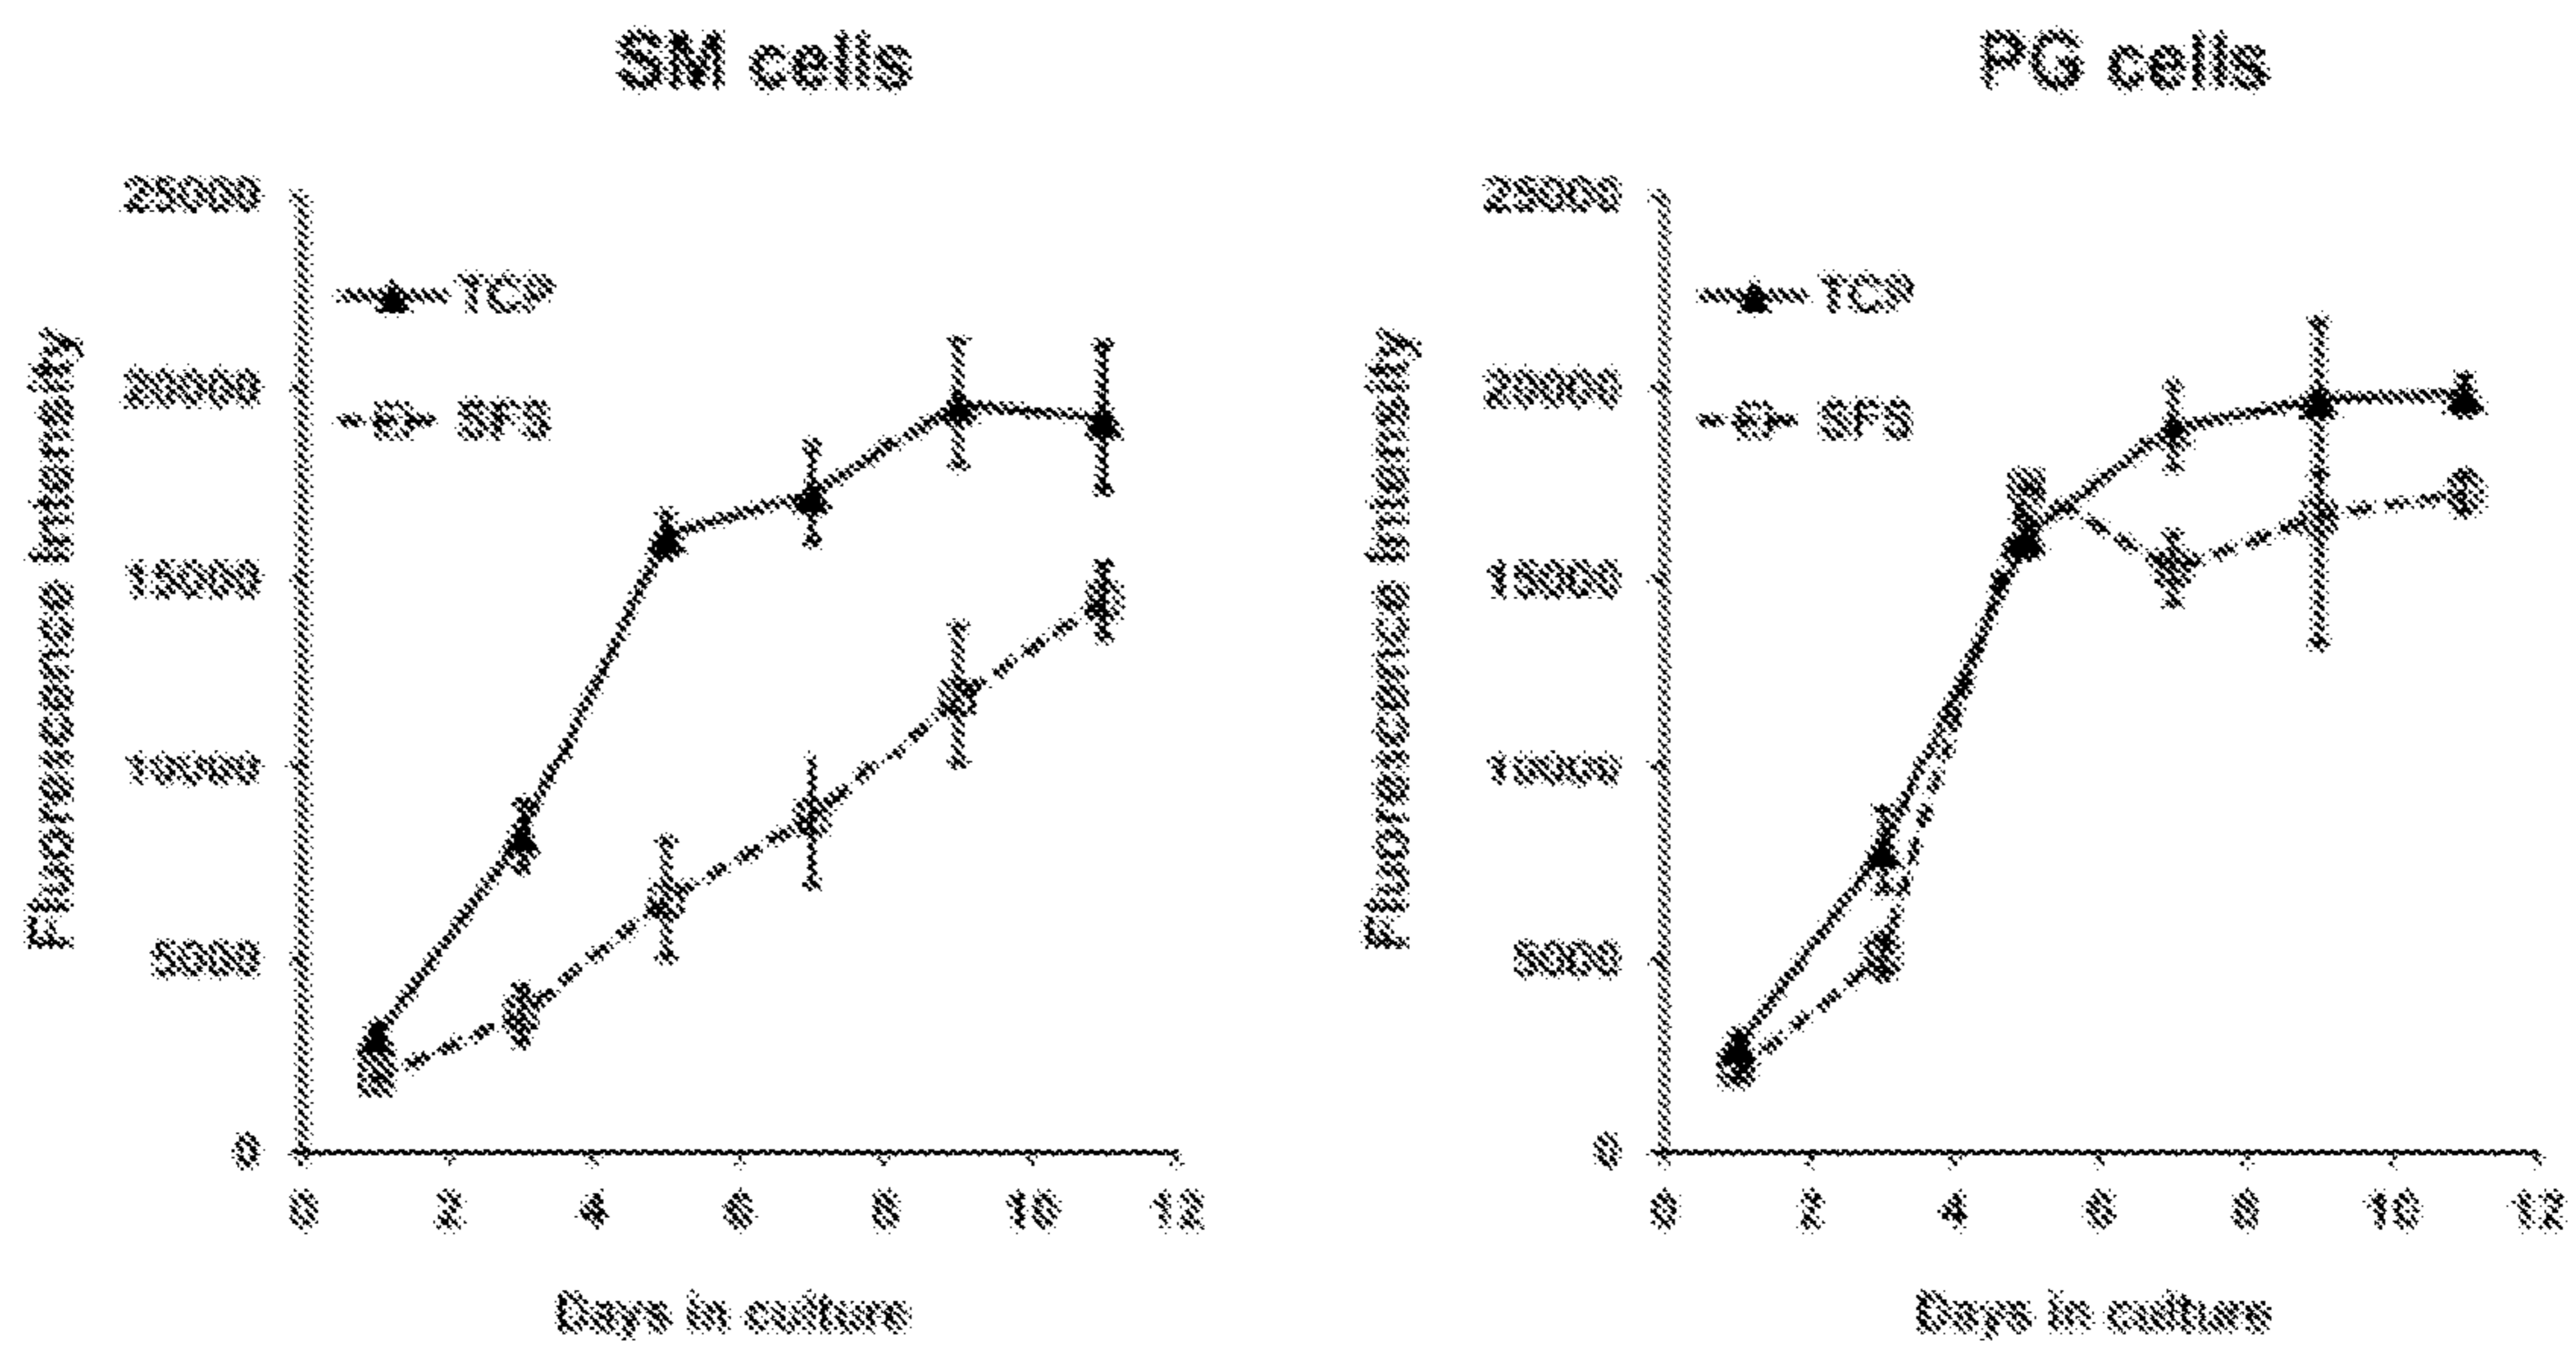 SM cells
25000
20000
15000
10000
5000
0
TCP
SFS
Fluorescence Intensity
0 2 4 6 8 10 12
Days in culture
PG cells
25000
20000
15000
10000
5000
0
TCP
SFS
Fluorescence Intensity
0 2 4 6 8 10 12
Days in culture